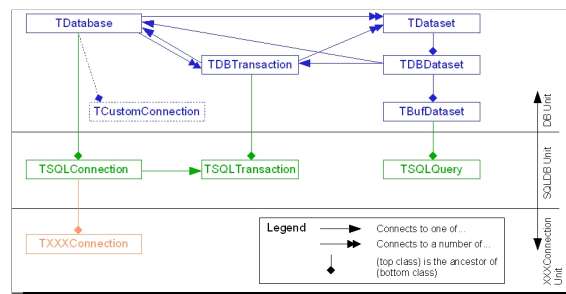 TDatabase
TDataset
TDBTransaction
TDBDataset
TCustomConnection
TBufDataset
DB Unit
TSQLConnection
TSQLTransaction
TSQLQuery
SQLDB Unit
TXXXConnection
Legend
Connects to one of...
Connects to a number of...
(top class) is the ancestor of
(bottom class)
XXXConnection
Unit